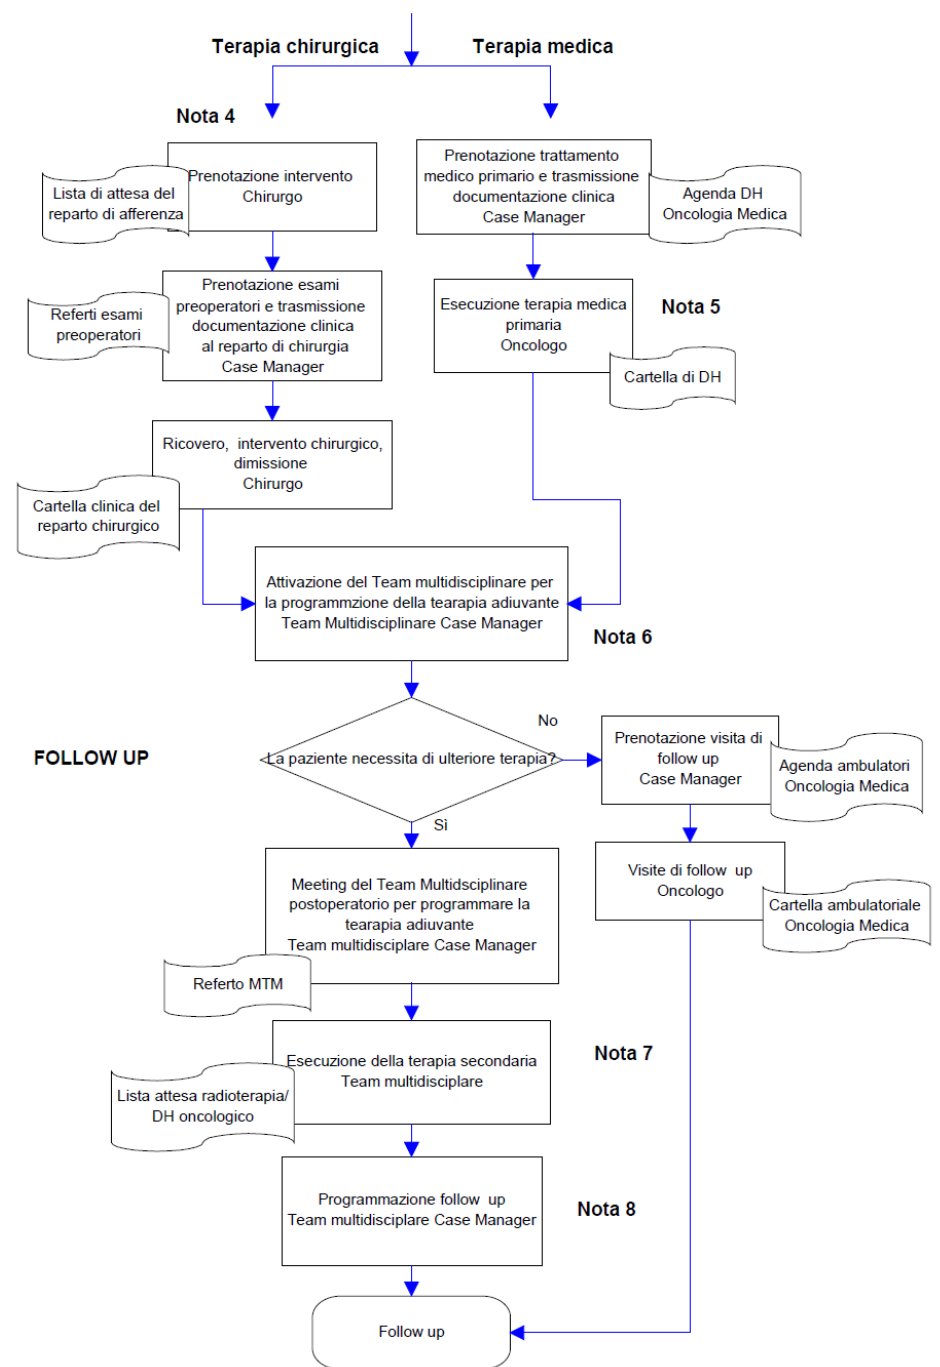 Terapia chirurgica
Terapia medica
Nota 4
Prenotazione intervento
Chirurgo
Lista di attesa del
reparto di afferenza
Prenotazione trattamento
medico primario e trasmissione
documentazione clinica
Case Manager
Agenda DH
Oncologia Medica
Prenotazione esami
preoperatori e trasmissione
documentazione clinica
al reparto di chirurgia
Case Manager
Referti esami
preoperatori
Esecuzione terapia medica
primaria
Oncologo
Nota 5
Cartella di DH
Ricovero, intervento chirurgico,
dimissione
Chirurgo
Cartella clinica del
reparto chirurgico
Attivazione del Team multidisciplinare per
la programmzione della tearapia adiuvante
Team Multidisciplinare Case Manager
Nota 6
FOLLOW UP
La paziente necessita di ulteriore terapia?
No
Prenotazione visita di
follow up
Case Manager
Agenda ambulatori
Oncologia Medica
Sì
Visite di follow up
Oncologo
Cartella ambulatoriale
Oncologia Medica
Meeting del Team Multidsciplinare
postoperatorio per programmare la
tearapia adiuvante
Team multidisciplare Case Manager
Referto MTM
Esecuzione della terapia secondaria
Team multidisciplare
Nota 7
Lista attesa radioterapia/
DH oncologico
Programmazione follow up
Team multidisciplare Case Manager
Nota 8
Follow up